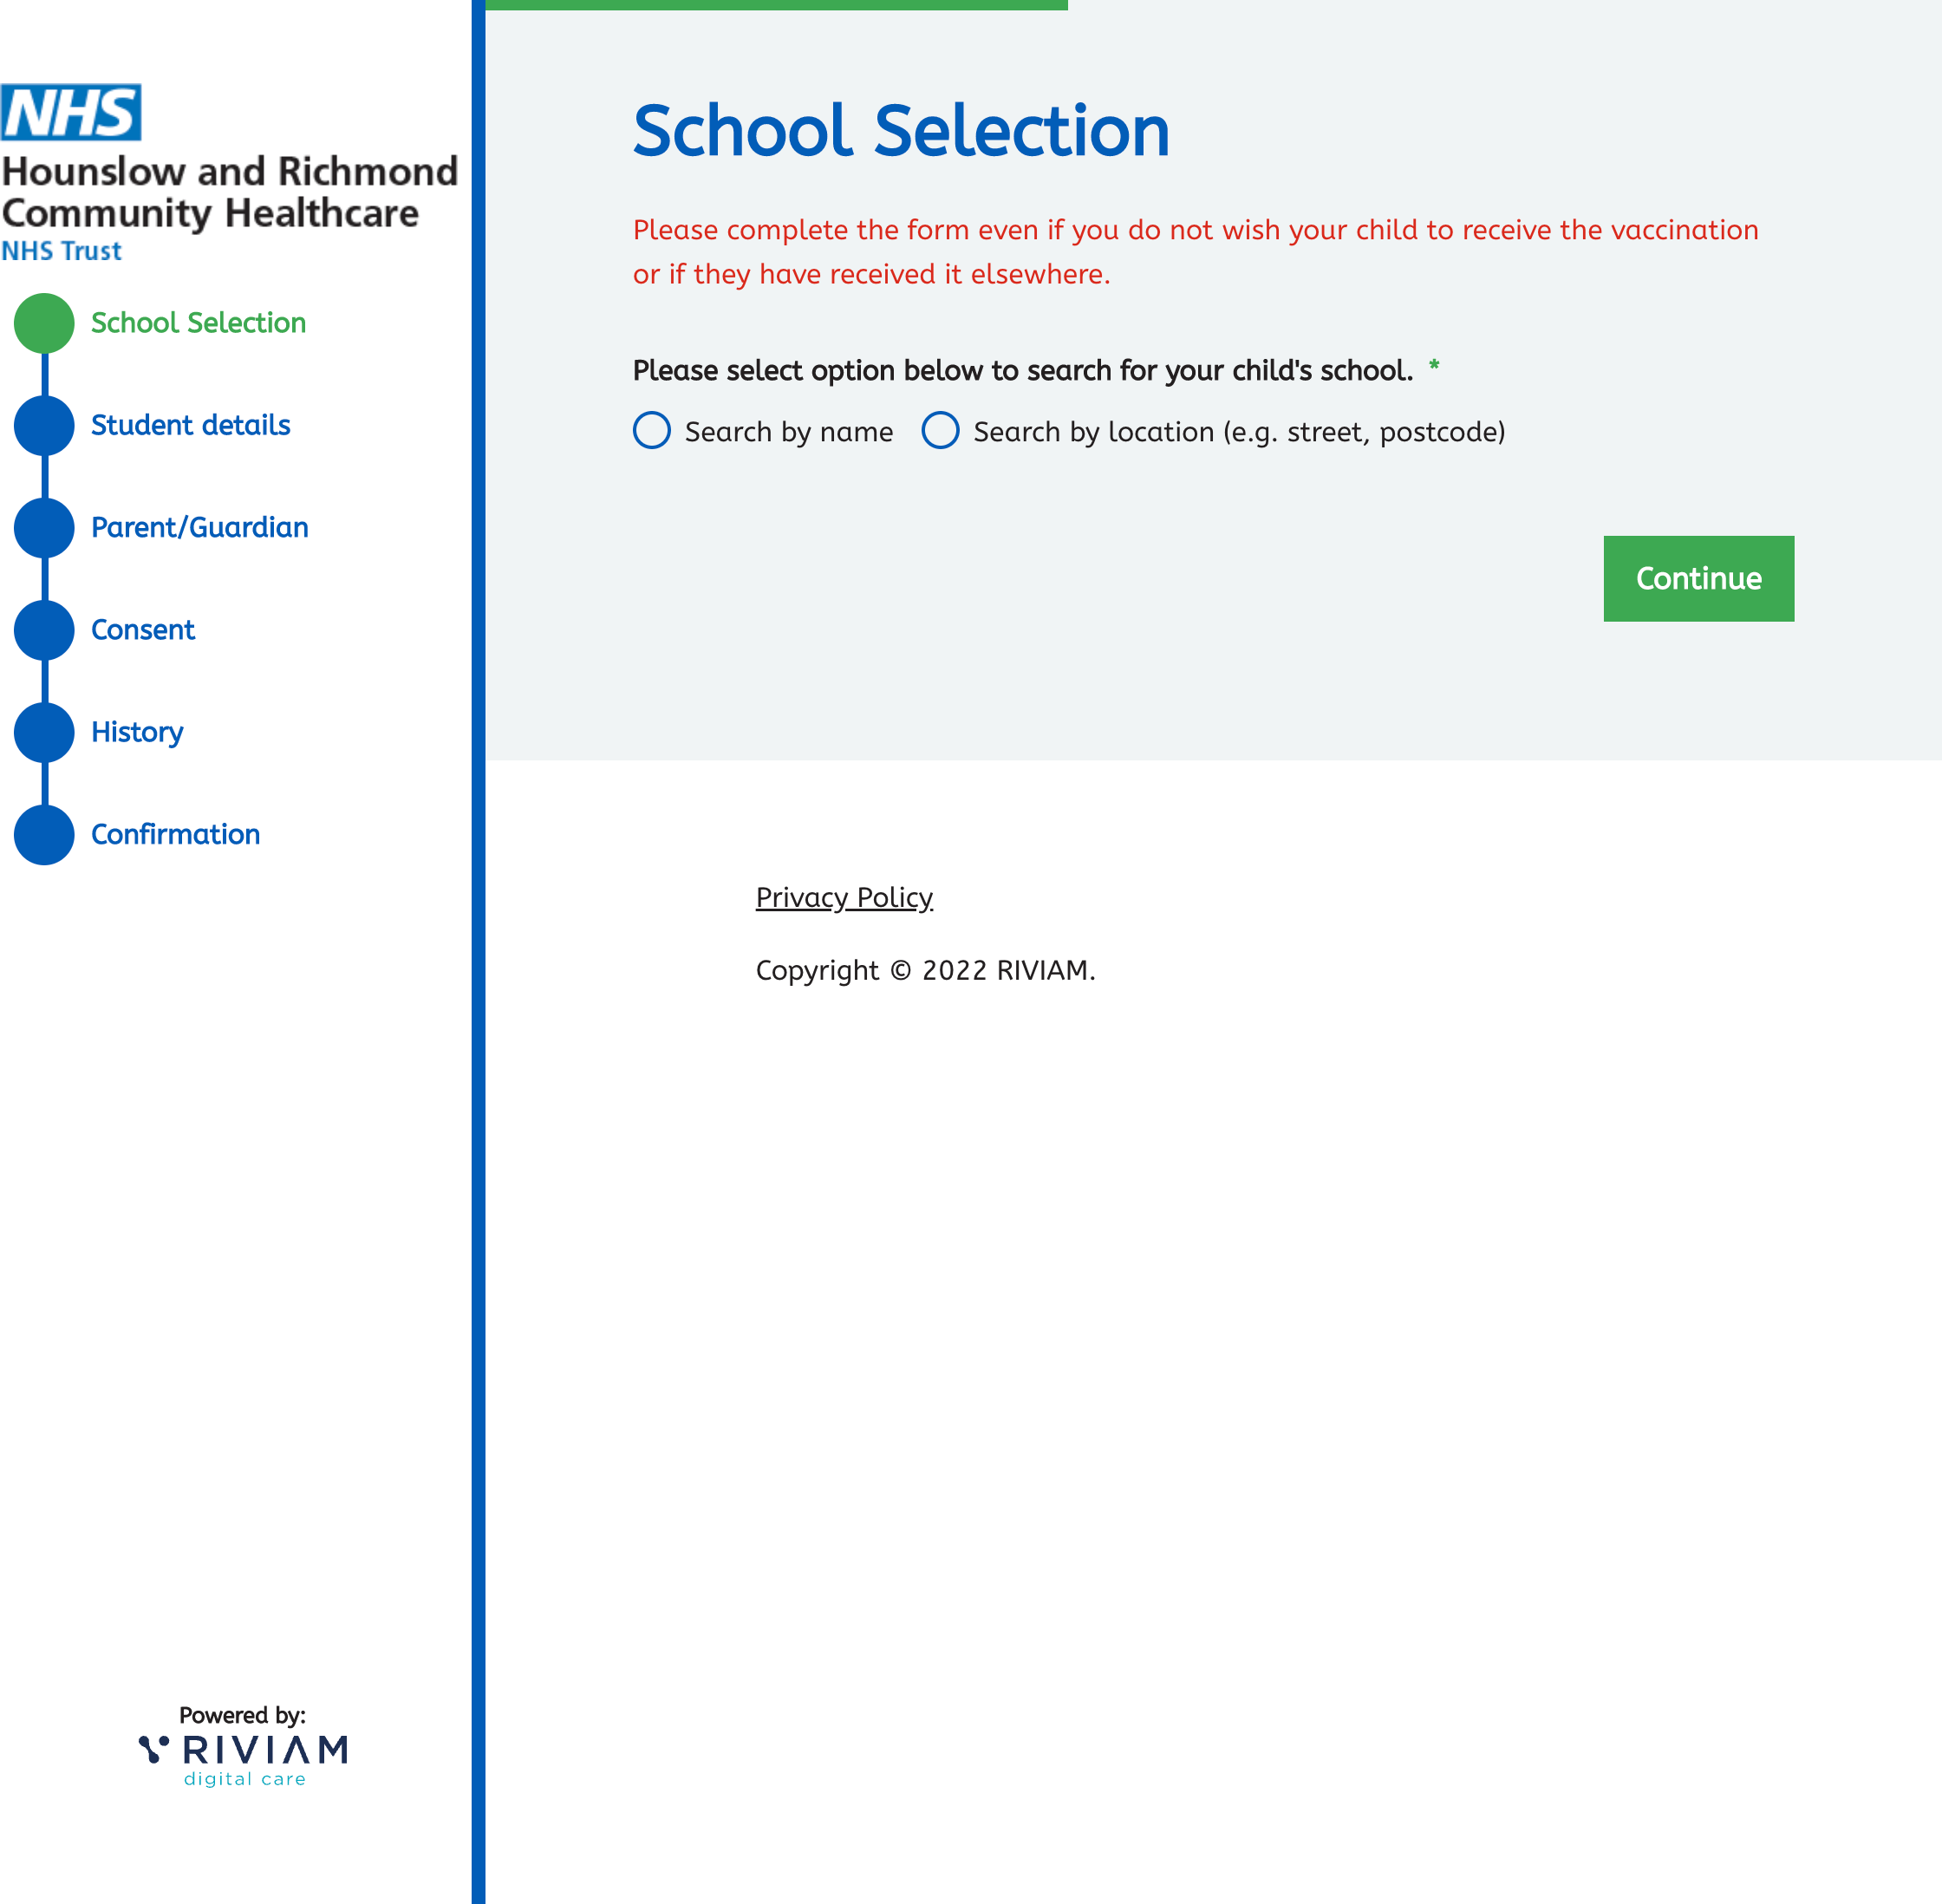 NHS
Hounslow and Richmond
Community Healthcare
NHS Trust
School Selection
Student details
Parent/Guardian
Consent
History
Confirmation
Powered by:
RIVIAM
digital care
School Selection
Please complete the form even if you do not wish your child to receive the vaccination
or if they have received it elsewhere.
Please select option below to search for your child's school. *
Search by name Search by location (e.g. street, postcode)
Continue
Privacy Policy
Copyright © 2022 RIVIAM.